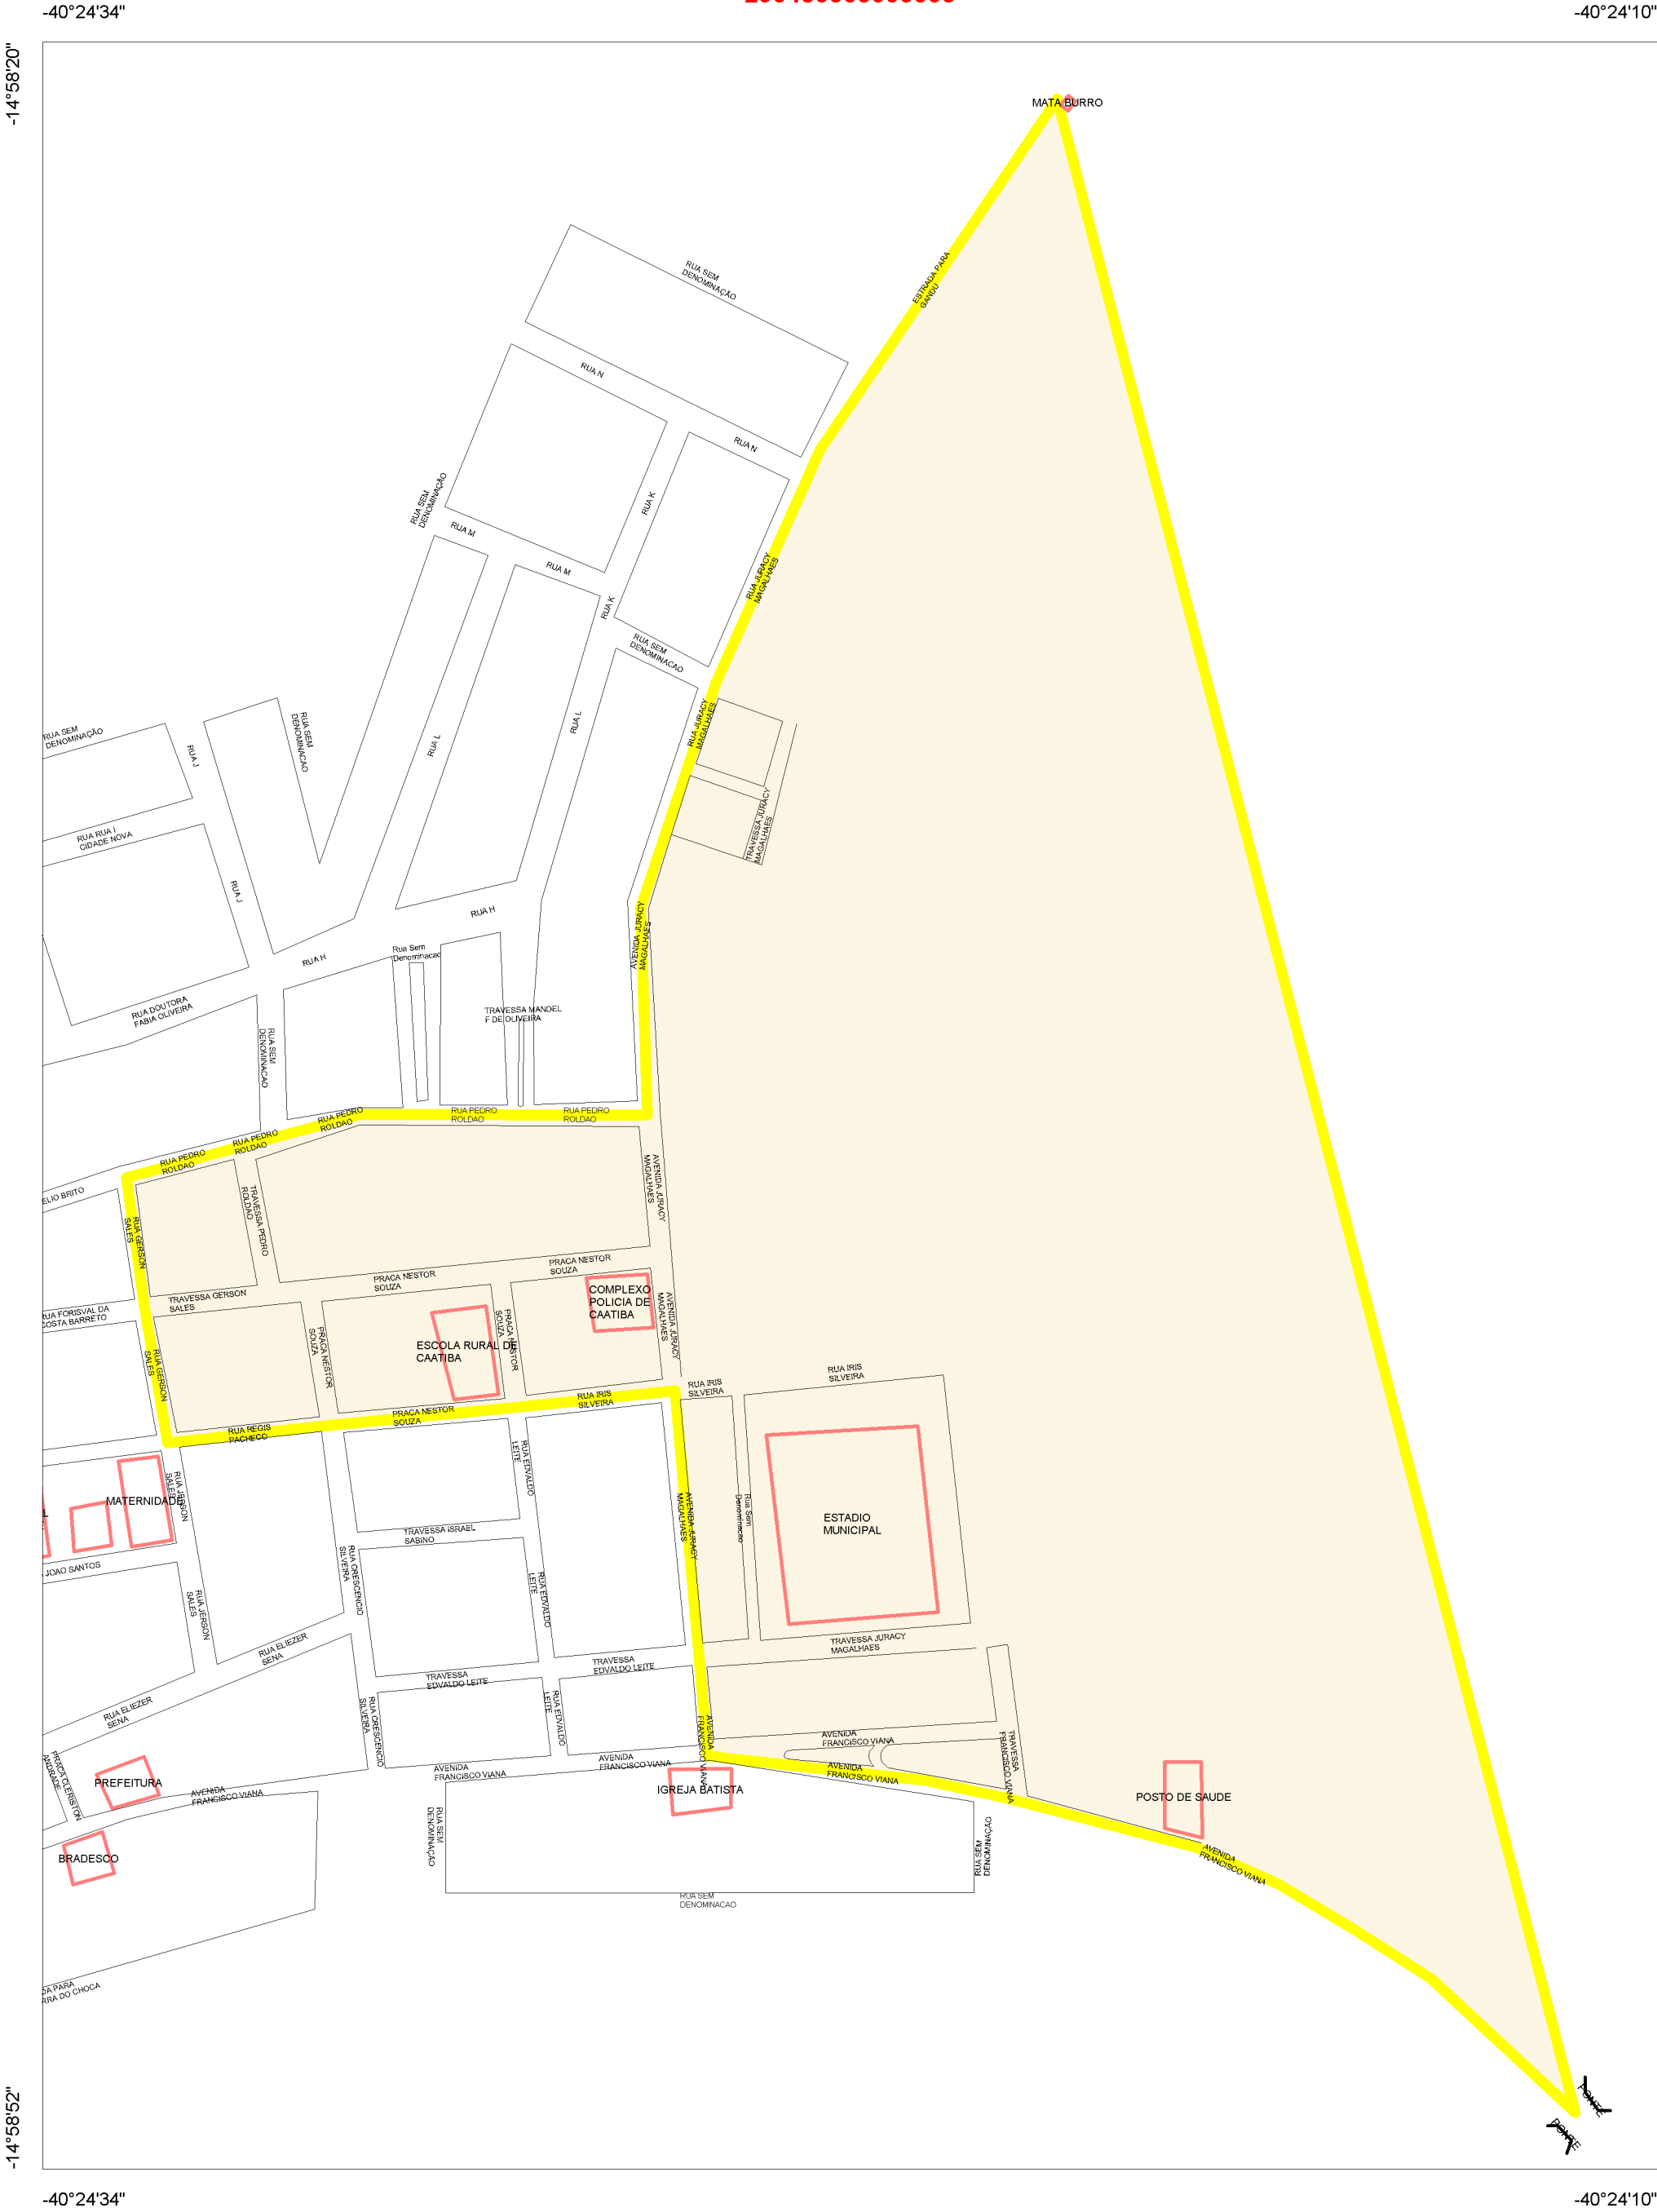 -40°24'34"
-40°24'10"
-14°58'20"
MATA BURRO
ESTRADA PARA
GANDU
RUA SEM
DENOMINAÇÃO
RUA N
RUA N
RUA K
RUA SEM
DENOMINAÇÃO
RUA M
RUA M
RUA K
RUA JURACY
MAGALHAES
RUA SEM
DENOMINACAO
RUA L
RUA L
RUA JURACY
MAGALHAES
RUA SEM
DENOMINAÇÃO
RUA J
RUA SEM
DENOMINACAO
TRAVESSA JURACY
MAGALHAES
RUA RUA I
CIDADE NOVA
RUA J
RUA H
RUA H
Rua Sem
Denominacao
AVENIDA JURACY
MAGALHAES
RUA DOUTORA
FABIA OLIVEIRA
TRAVESSA MANOEL
F DE OLIVEIRA
RUA SEM
DENOMINACAO
RUA PEDRO
ROLDAO
RUA PEDRO
ROLDAO
RUA PEDRO
ROLDAO
RUA PEDRO
ROLDAO
RUA PEDRO
ROLDAO
ELIO BRITO
TRAVESSA PEDRO
ROLDAO
AVENIDA JURACY
MAGALHAES
RUA GERSON
SALES
PRACA NESTOR
SOUZA
PRACA NESTOR
SOUZA
TRAVESSA GERSON
SALES
COMPLEXO
POLICIA DE
CAATIBA
RUA FORISVAL DA
COSTA BARRETO
AVENIDA JURACY
MAGALHAES
PRACA NESTOR
SOUZA
PRACA NESTOR
SOUZA
ESCOLA RURAL DE
CAATIBA
RUA GERSON
SALES
RUA IRIS
SILVEIRA
RUA IRIS
SILVEIRA
RUA IRIS
SILVEIRA
PRACA NESTOR
SOUZA
RUA REGIS
PACHECO
RUA EDVALDO
LEITE
RUA JERSON
SALES
MATERNIDADE
L
AVENIDA JURACY
MAGALHAES
Rua Sem
Denominacao
ESTADIO
MUNICIPAL
TRAVESSA ISRAEL
SABINO
JOAO SANTOS
RUA CRESCENCIO
SILVEIRA
RUA EDVALDO
LEITE
RUA JERSON
SALES
RUA ELIEZER
SENA
TRAVESSA JURACY
MAGALHAES
TRAVESSA
EDVALDO LEITE
TRAVESSA
EDVALDO LEITE
RUA ELIEZER
SENA
RUA CRESCENCIO
SILVEIRA
RUA EDVALDO
LEITE
AVENIDA
FRANCISCO VIANA
AVENIDA
FRANCISCO VIANA
TRAVESSA
FRANCISCO VIANA
PRACA CLERISTON
ANDRADE
PREFEITURA
AVENIDA
FRANCISCO VIANA
AVENIDA
FRANCISCO VIANA
AVENIDA
FRANCISCO VIANA
AVENIDA
FRANCISCO VIANA
IGREJA BATISTA
POSTO DE SAUDE
RUA SEM
DENOMINAÇÃO
RUA SEM
DENOMINAÇÃO
AVENIDA
FRANCISCO VIANA
BRADESCO
RUA SEM
DENOMINACAO
DA PARA
RRA DO CHOCA
PONTE
PONTE
-14°58'52"
-40°24'34"
-40°24'10"